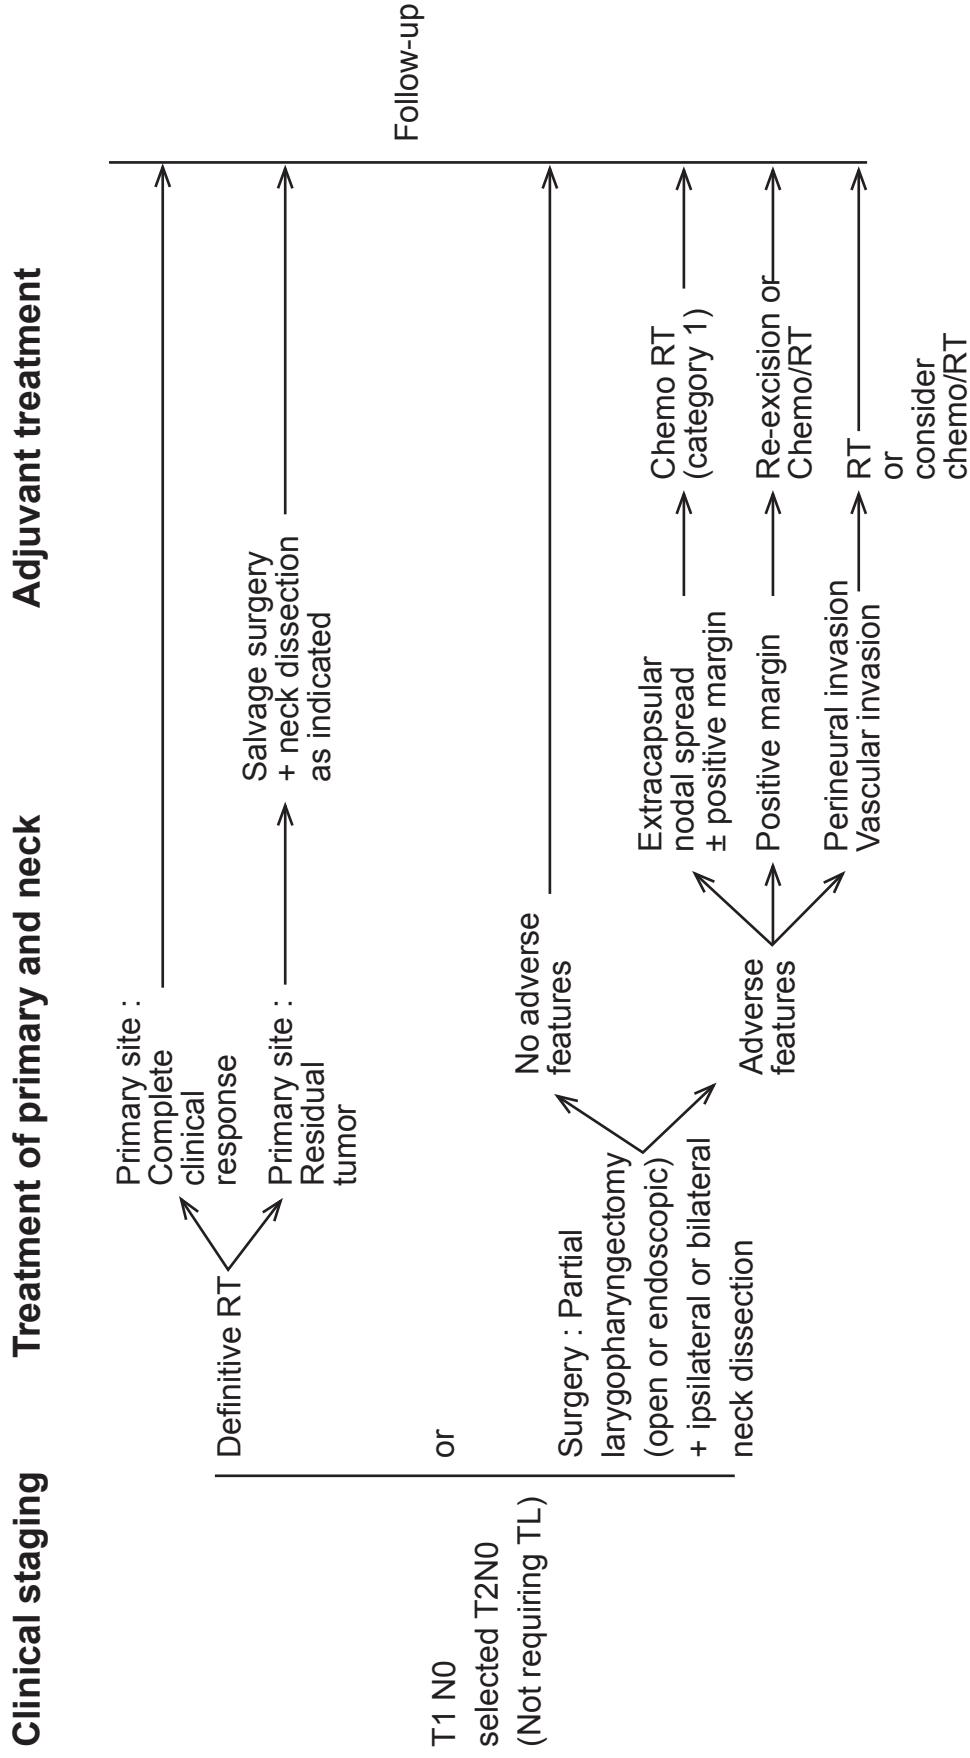 Clinical staging
Treatment of primary and neck
Adjuvant treatment
T1 N0
selected T2N0
(Not requiring TL)
Definitive RT
or
Surgery : Partial
larygopharyngectomy
(open or endoscopic)
+ ipsilateral or bilateral
neck dissection
Primary site :
Complete
clinical
response
Primary site :
Residual
tumor
Salvage surgery
+ neck dissection
as indicated
No adverse
features
Adverse
features
Extracapsular
nodal spread
± positive margin
Positive margin
Perineural invasion
Vascular invasion
Chemo RT
(category 1)
Re-excision or
Chemo/RT
RT
or
consider
chemo/RT
Follow-up